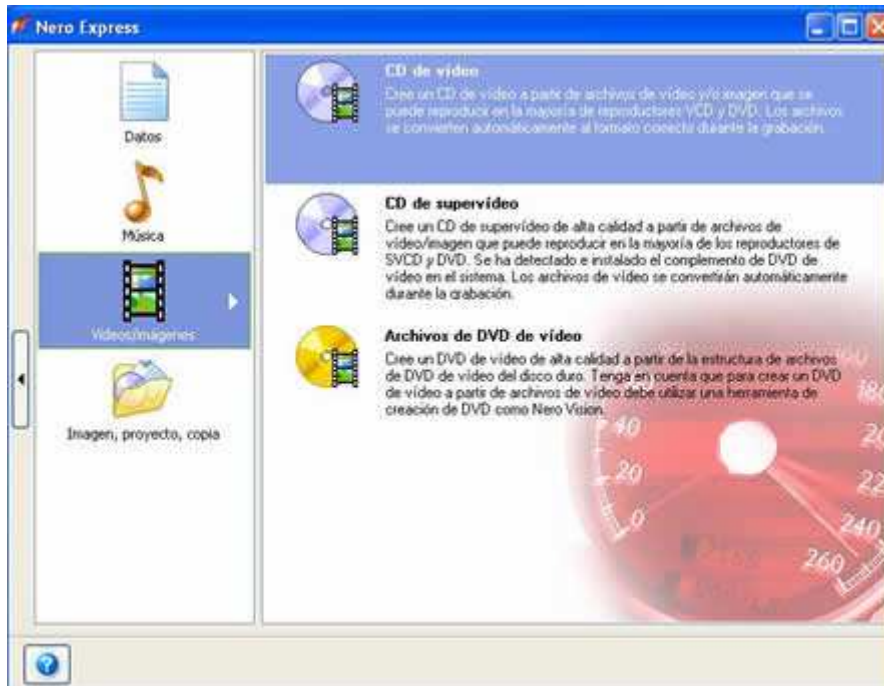 Nero Express
Datos
Música
Vídeos/Imágenes
Imagen, proyecto, copia
CD de vídeo
Cree un CD de vídeo a partir de archivos de vídeo y/o imagen que se
puede reproducir en la mayoría de reproductores VCD y DVD. Los archivos
se convierten automáticamente al formato correcto durante la grabación.
CD de supervídeo
Cree un CD de supervídeo de alta calidad a partir de archivos de
vídeo/imagen que puede reproducir en la mayoría de los reproductores de
SVCD y DVD. Se ha detectado e instalado el complemento de DVD de
vídeo en el sistema. Los archivos de vídeo se convertirán automáticamente
durante la grabación.
Archivos de DVD de vídeo
Cree un DVD de vídeo de alta calidad a partir de la estructura de archivos
de DVD de vídeo del disco duro. Tenga en cuenta que para crear un DVD
de vídeo a partir de archivos de vídeo debe utilizar una herramienta de
creación de DVD como Nero Vision.
40
20
0
240
260